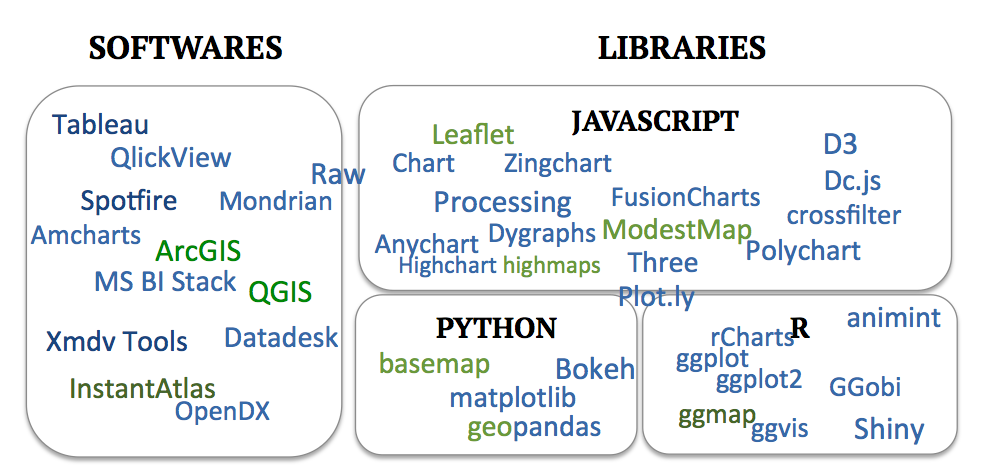 SOFTWARES
Tableau
QlickView
Raw
Spotfire
Mondrian
Amcharts
ArcGIS
MS BI Stack
QGIS
Xmdv Tools
Datadesk
InstantAtlas
OpenDX
LIBRARIES
JAVASCRIPT
Leaflet
D3
Chart
Zingchart
Dc.js
Processing
FusionCharts
crossfilter
Anychart
Dygraphs
ModestMap
Polychart
Highchart
highmaps
Three
Plot.ly
PYTHON
basemap
Bokeh
matplotlib
geopandas
R
animint
rCharts
ggplot
ggplot2
GGobi
ggmap
ggvis
Shiny